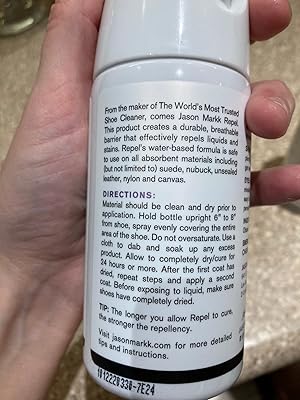 From the maker of The World's Most Trusted
Shoe Cleaner, comes Jason Markk Repel.
This product creates a durable, breathable
barrier that effectively repels liquids and
stains. Repel's water-based formula is safe
to use on all absorbent materials including
(but not limited to) suede, nubuck, unsealed
leather, nylon and canvas.
DIRECTIONS:
Material should be clean and dry prior to
application. Hold bottle upright 6" to 8"
from shoe, spray evenly covering the entire
area of the shoe. Do not oversaturate. Use a
cloth to dab and soak up any excess
product. Allow to completely dry/cure for
24 hours or more. After the first coat has
dried, repeat steps and apply a second
coat. Before exposing to liquid, make sure
shoes have completely dried.
TIP: The longer you allow Repel to cure,
the stronger the repellency.
Visit jasonmarkk.com for more detailed
tips and instructions.